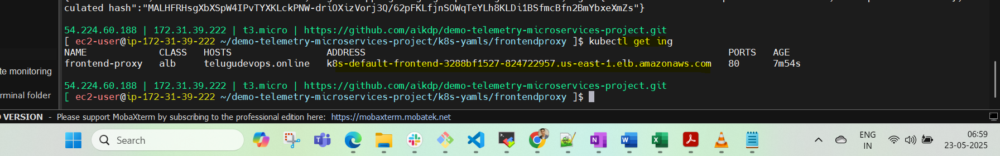 culated hash":"MALHFRHsgXbXSpW4IPvTYXKLckPNW-driOXizVorj3Q/62pFKLfjnSOWqTeYLh8KLDi1BSfmcBfn2BmYbxeXmZs"}
54.224.60.188 | 172.31.39.222 | t3.micro | https://github.com/aikdp/demo-telemetry-microservices-project.git
[ ec2-user@ip-172-31-39-222 ~/demo-telemetry-microservices-project/k8s-yamls/frontendproxy ]$ kubectl get ing
NAME CLASS HOSTS ADDRESS PORTS AGE
frontend-proxy alb telugudevops.online k8s-default-frontend-3288bf1527-824722957.us-east-1.elb.amazonaws.com 80 7m54s
te monitoring
54.224.60.188 | 172.31.39.222 | t3.micro | https://github.com/aikdp/demo-telemetry-microservices-project.git
rminal folder
[ ec2-user@ip-172-31-39-222 ~/demo-telemetry-microservices-project/k8s-yamls/frontendproxy ]$
VERSION - Please support MobaXterm by subscribing to the professional edition here: https://mobaxterm.mobatek.net
Search
ENG
IN
06:59
23-05-2025